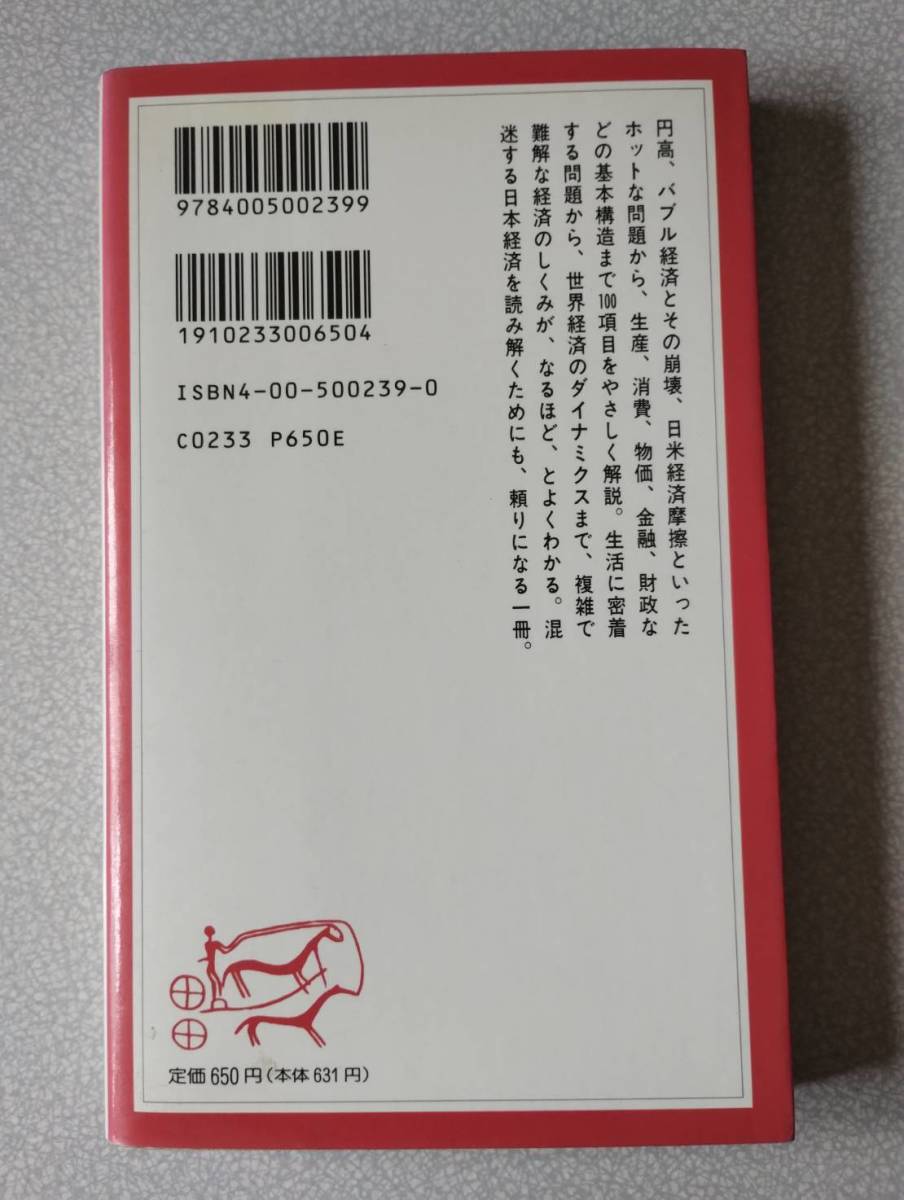 円高、バブル経済とその崩壊、日米経済摩擦といった
ホットな問題から、生産、消費、物価、金融、財政な
どの基本構造まで100項目をやさしく解説。生活に密着
する問題から、世界経済のダイナミクスまで、複雑で
難解な経済のしくみが、なるほど、とよくわかる。混
迷する日本経済を読み解くためにも、頼りになる一冊。
9784005002399
1910233006504
ISBN4-00-500239-0
C0233 P650E
定価650円(本体631円)